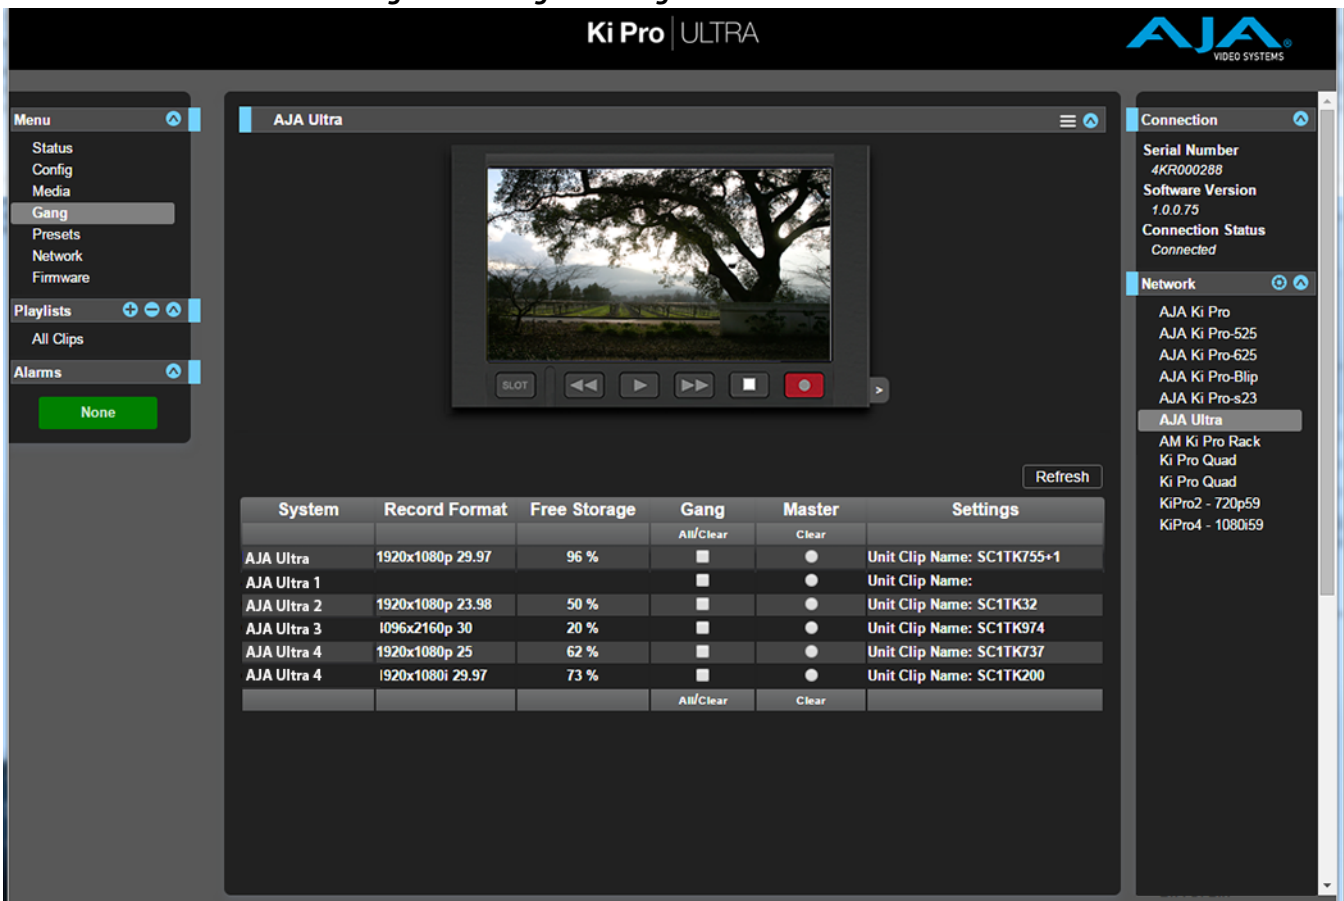 Ki Pro ULTRA
AJA
VIDEO SYSTEMS
Menu
Status
Config
Media
Gang
Presets
Network
Firmware
Playlists
All Clips
Alarms
None
AJA Ultra
SLOT
>
Refresh
System Record Format Free Storage Gang Master Settings
All/Clear Clear
AJA Ultra 1920x1080p 29.97 96 % Unit Clip Name: SC1TK755+1
AJA Ultra 1 Unit Clip Name:
AJA Ultra 2 1920x1080p 23.98 50 % Unit Clip Name: SC1TK32
AJA Ultra 3 4096x2160p 30 20 % Unit Clip Name: SC1TK974
AJA Ultra 4 1920x1080p 25 62 % Unit Clip Name: SC1TK737
AJA Ultra 4 1920x1080i 29.97 73 % Unit Clip Name: SC1TK200
All/Clear Clear
Connection
Serial Number
4KR000288
Software Version
1.0.0.75
Connection Status
Connected
Network
AJA Ki Pro
AJA Ki Pro-525
AJA Ki Pro-625
AJA Ki Pro-Blip
AJA Ki Pro-s23
AJA Ultra
AM Ki Pro Rack
Ki Pro Quad
Ki Pro Quad
KiPro2 - 720p59
KiPro4 - 1080i59